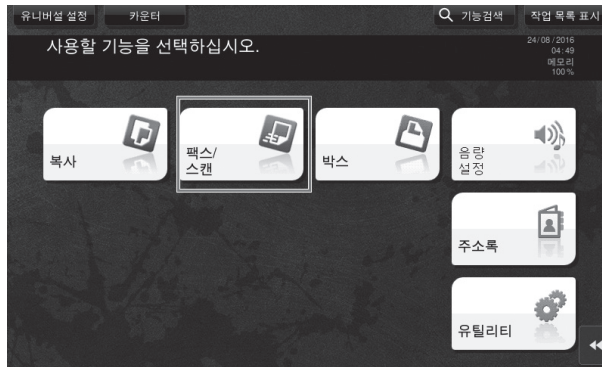 유니버설 설정 카운터 기능검색 작업 목록 표시
사용할 기능을 선택하십시오.
24/08/2016
04:49
메모리
100%
복사
팩스/
스캔
박스
음량
설정
주소록
유틸리티